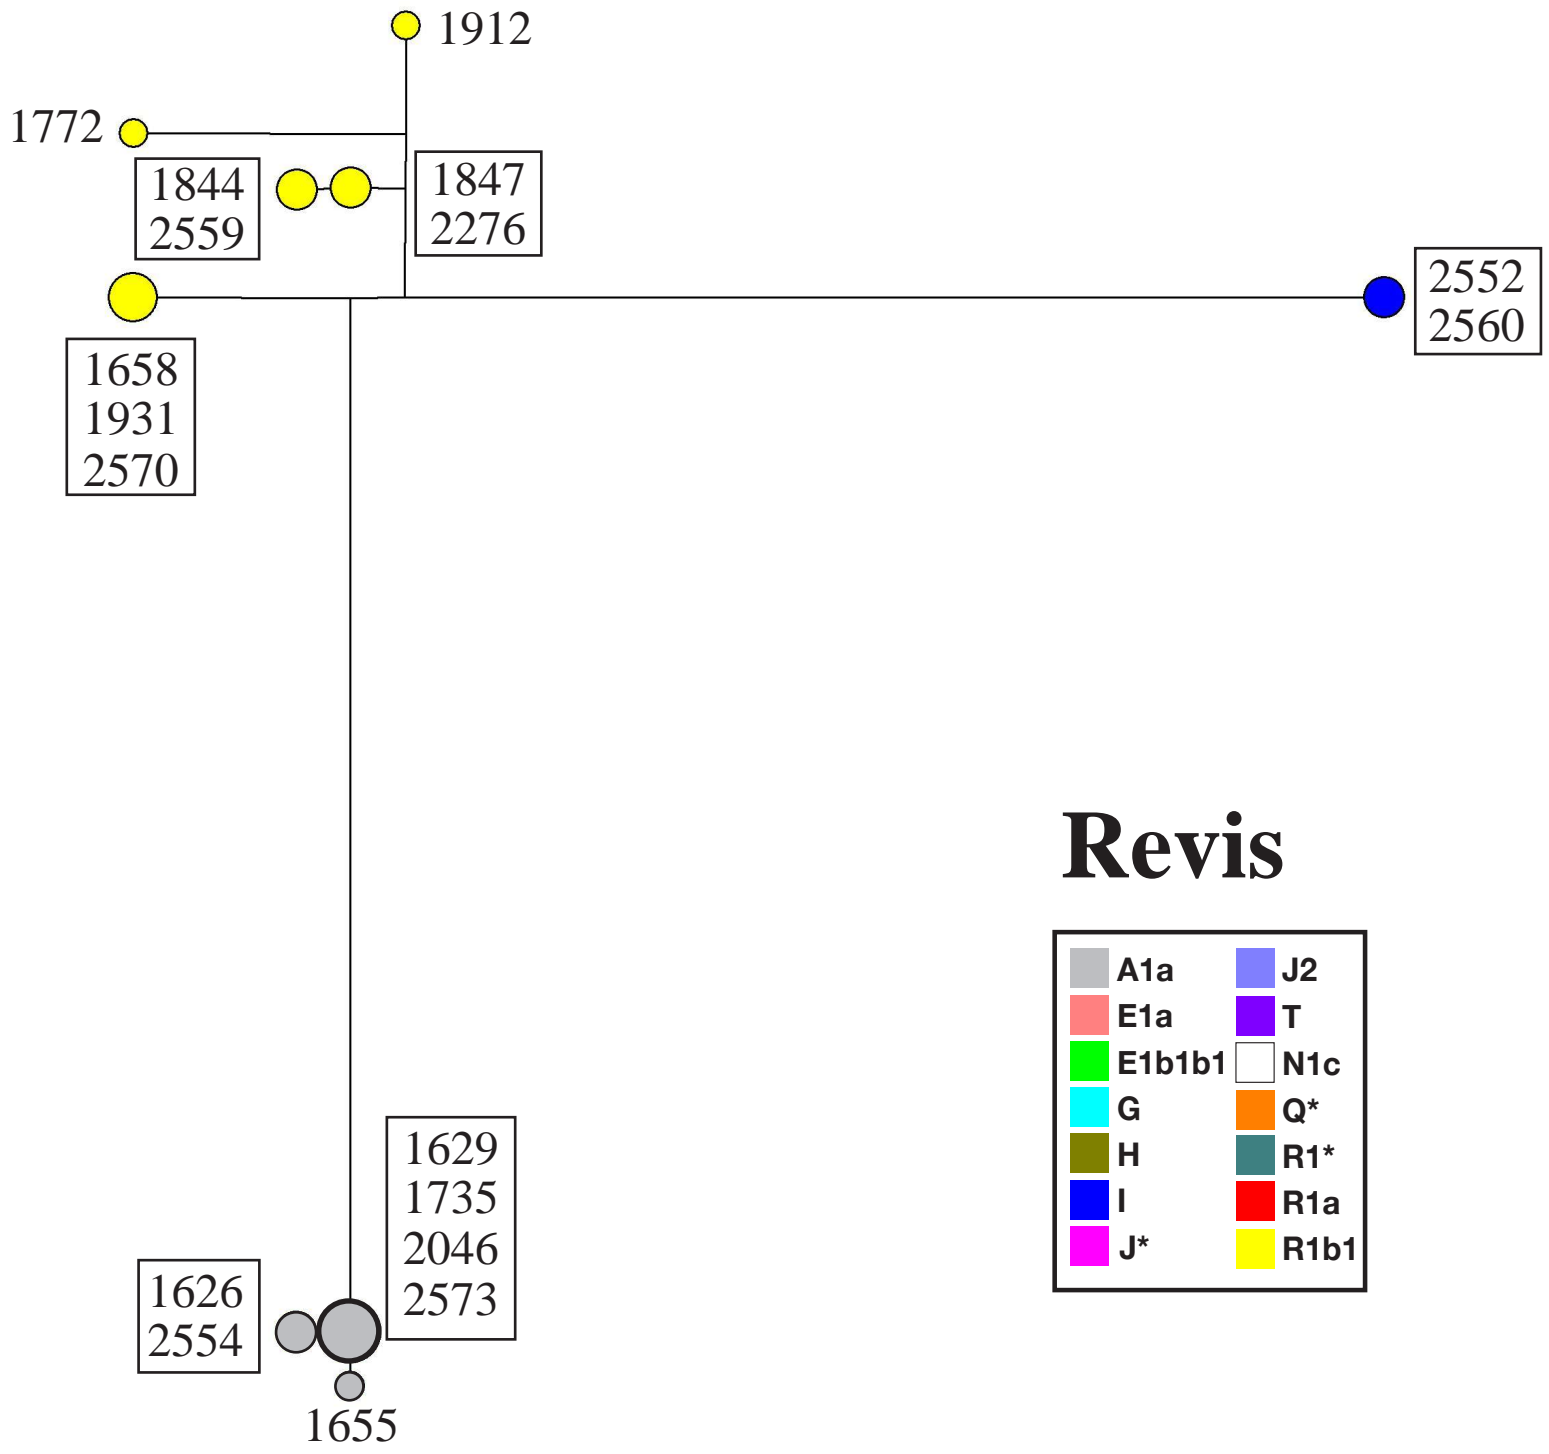 1912
1772
1844
2559
1847
2276
2552
2560
1658
1931
2570
Revis
A1a
J2
E1a
T
E1b1b1
N1c
G
Q*
H
R1*
I
R1a
J*
R1b1
1629
1735
2046
2573
1626
2554
1655